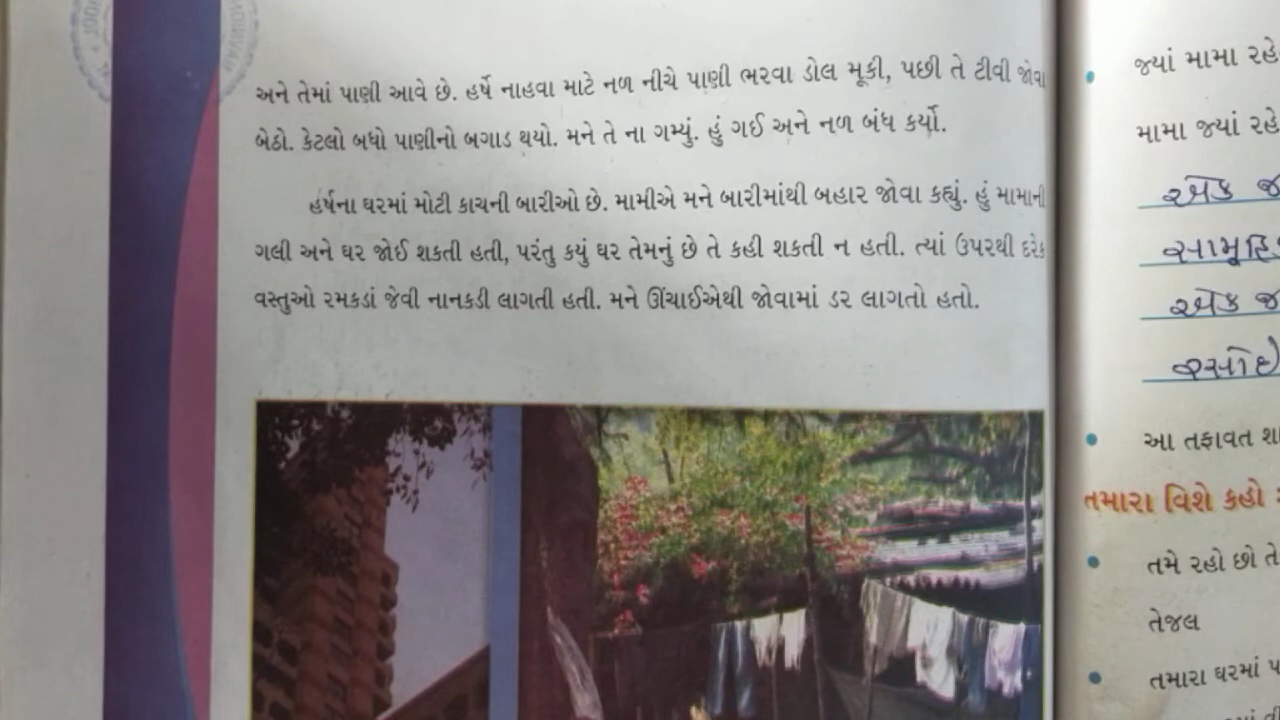 અને તેમાં પાણી આવે છે. હર્ષે નાહવા માટે નળ નીચે પાણી ભરવા ડોલ મૂકી, પછી તે ટીવી જોવા
બેઠો. કેટલો બધો પાણીનો બગાડ થયો. મને તે ના ગમ્યું. હું ગઈ અને નળ બંધ કર્યો.
હર્ષના ઘરમાં મોટી કાચની બારીઓ છે. મામીએ મને બારીમાંથી બહાર જોવા કહ્યું. હું મામાની
ગલી અને ઘર જોઈ શકતી હતી, પરંતુ કયું ઘર તેમનું છે તે કહી શકતી ન હતી. ત્યાં ઉપરથી દરેક
વસ્તુઓ રમકડાં જેવી નાનકડી લાગતી હતી. મને ઊંચાઈએથી જોવામાં ડર લાગતો હતો.
જ્યાં મામા રહે
મામા જ્યાં રહે
એક જ
એક જ
આ તફાવત શા
તમારા વિશે કહો
તમે રહો છો તે
તેજલ
તમારા ઘરમાં